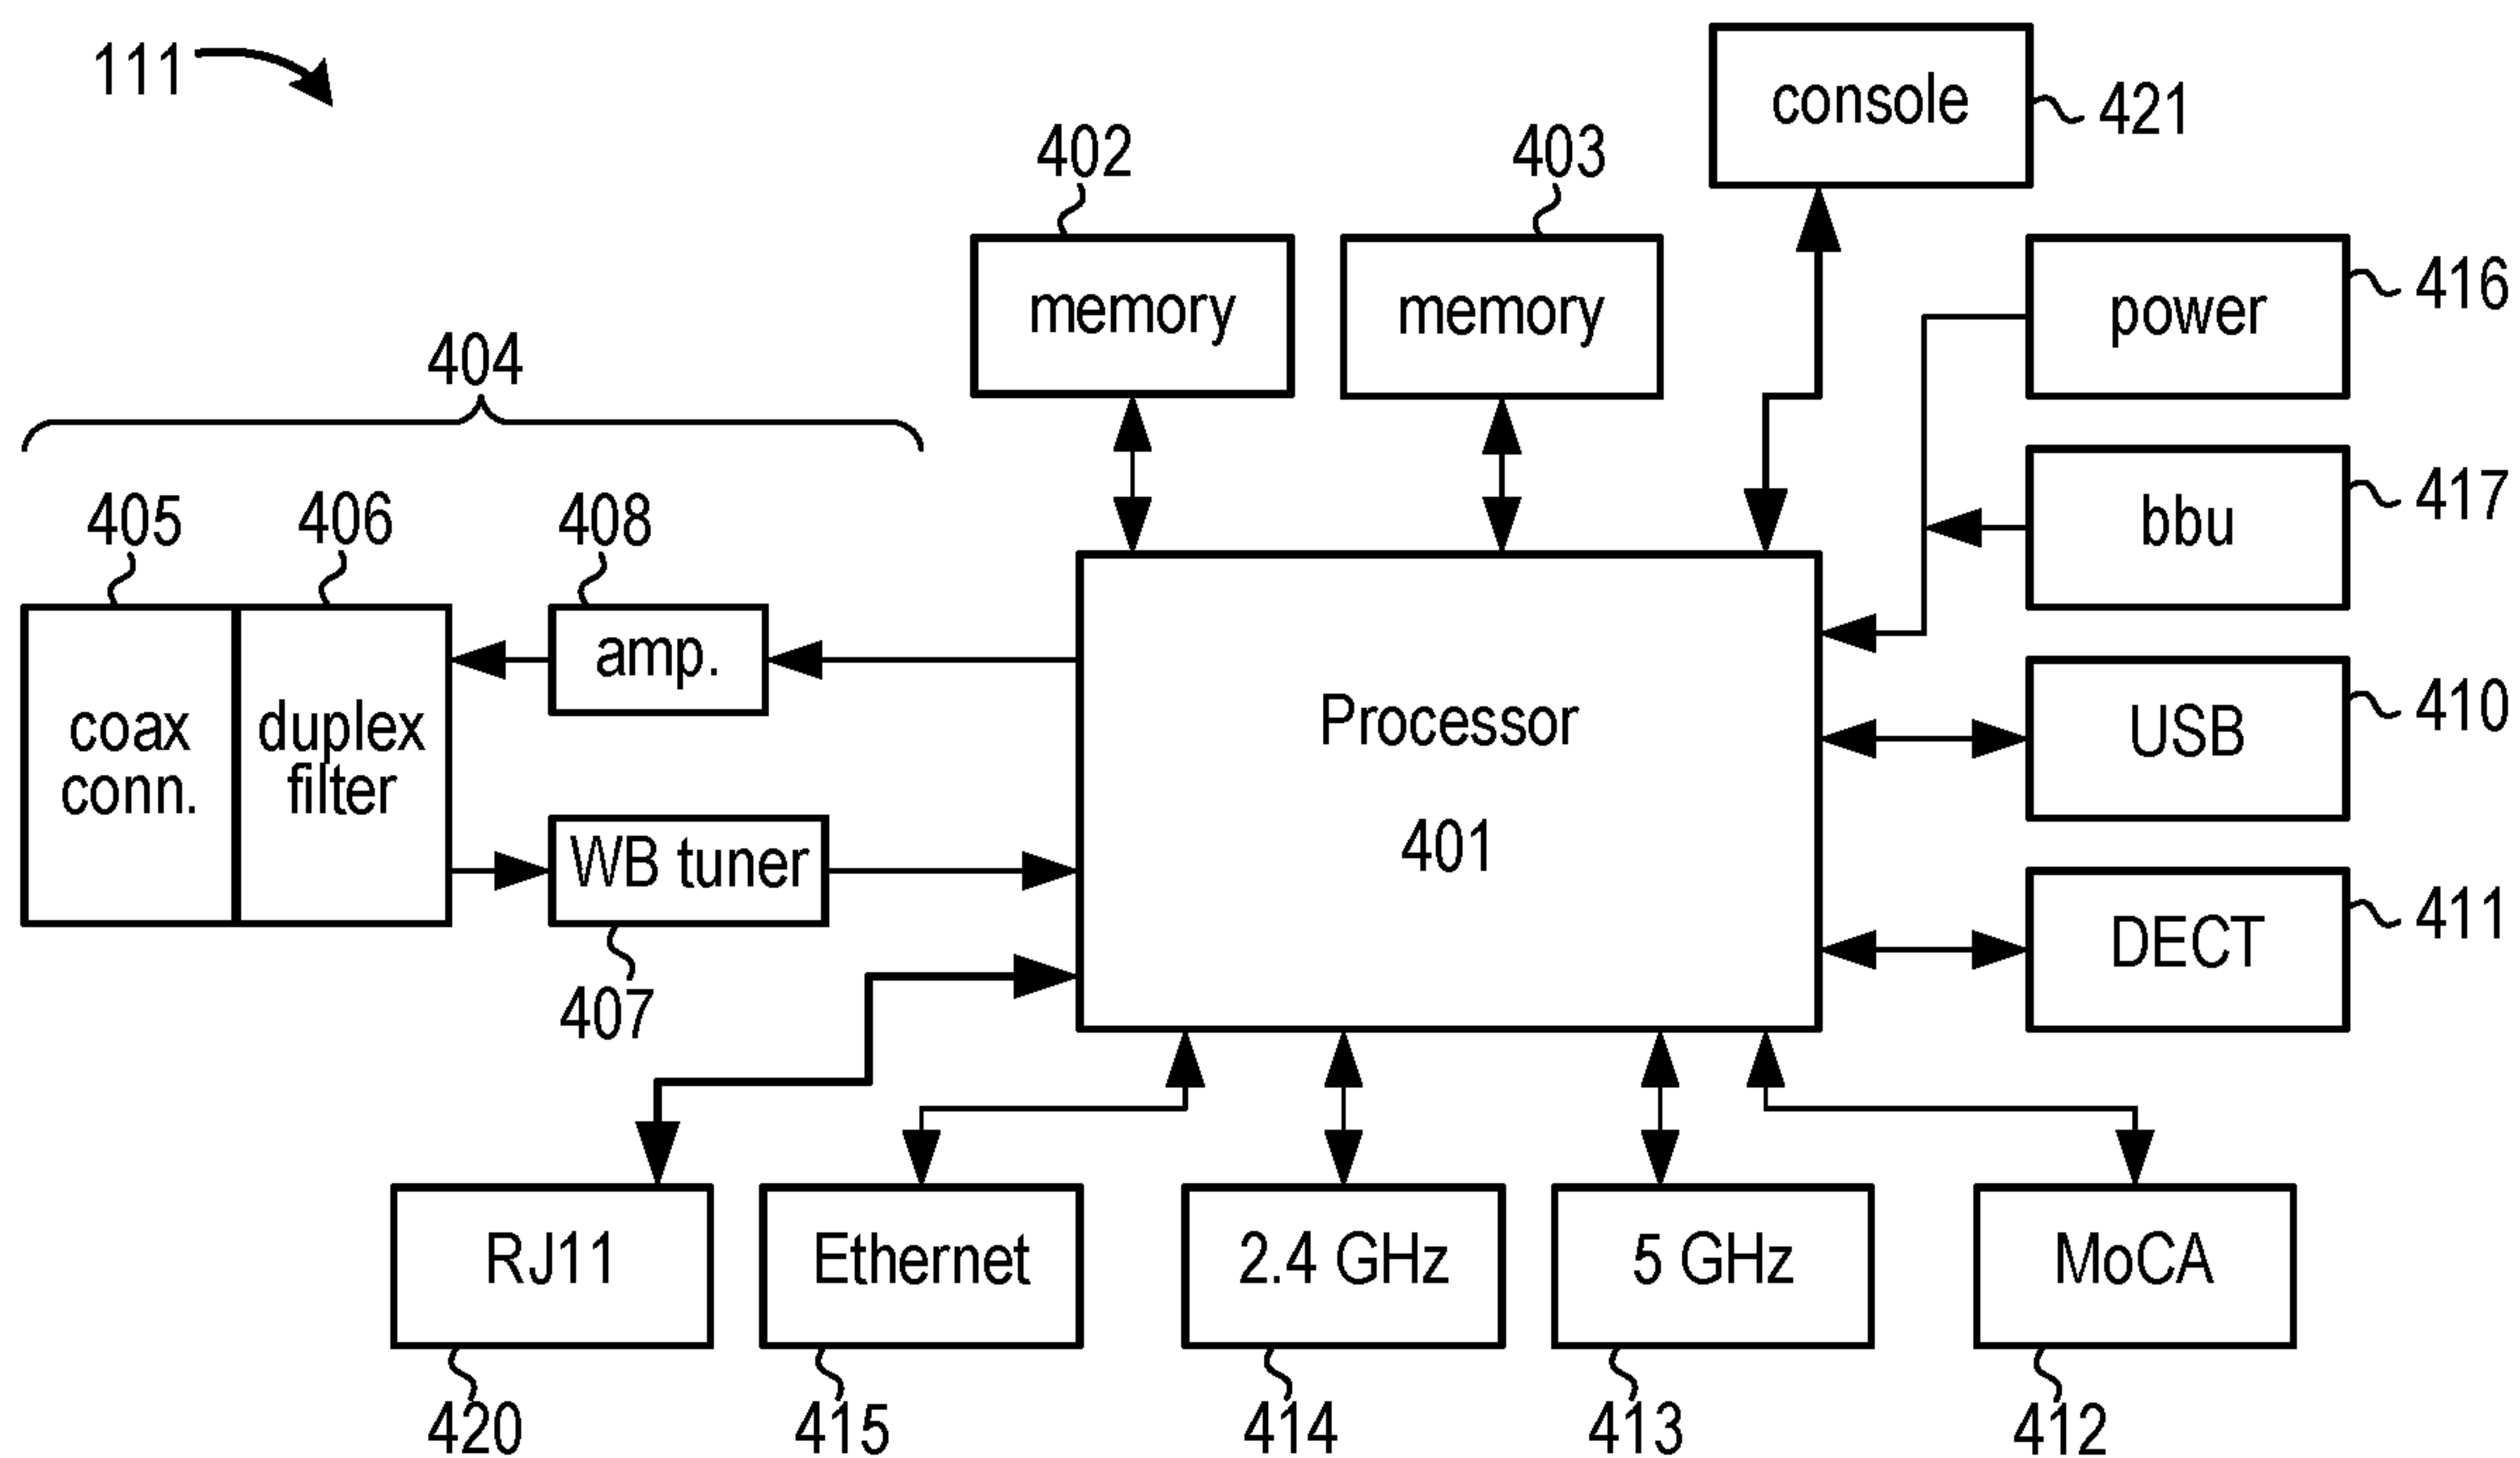 111
console
421
402
403
memory
memory
power
416
404
bbu
417
405
406
408
coax
conn.
duplex
filter
amp.
Processor
401
USB
410
WB tuner
407
DECT
411
RJ11
Ethernet
2.4 GHz
5 GHz
MoCA
420
415
414
413
412